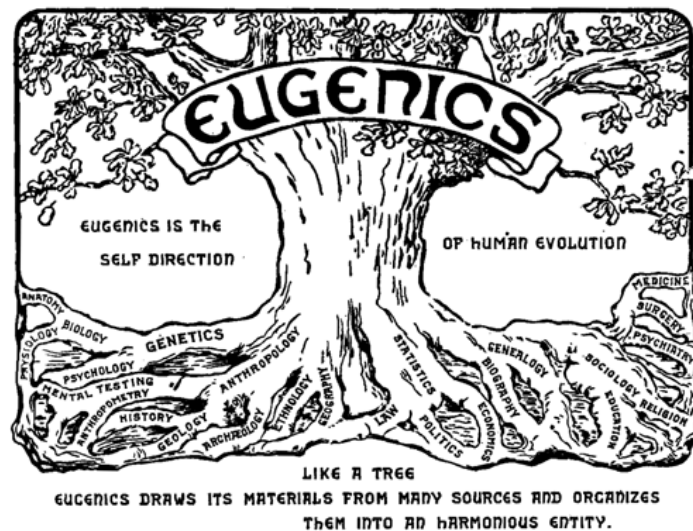 EUGENICS
EUGENICS IS THE
SELF DIRECTION
OF HUMAN EVOLUTION
ANATOMY
BIOLOGY
PHYSIOLOGY
GENETICS
PSYCHOLOGY
MENTAL TESTING
ANTHROPOMETRY
HISTORY
ANTHROPOLOGY
GEOLOGY
ARCHÆOLOGY
ETHNOLOGY
GEOGRAPHY
LAW
STATISTICS
POLITICS
ECONOMICS
BIOGRAPHY
GENEALOGY
EDUCATION
SOCIOLOGY
RELIGION
PSYCHIATRY
SURGERY
MEDICINE
LIKE A TREE
EUGENICS DRAWS ITS MATERIALS FROM MANY SOURCES AND ORGANIZES
THEM INTO AN HARMONIOUS ENTITY.